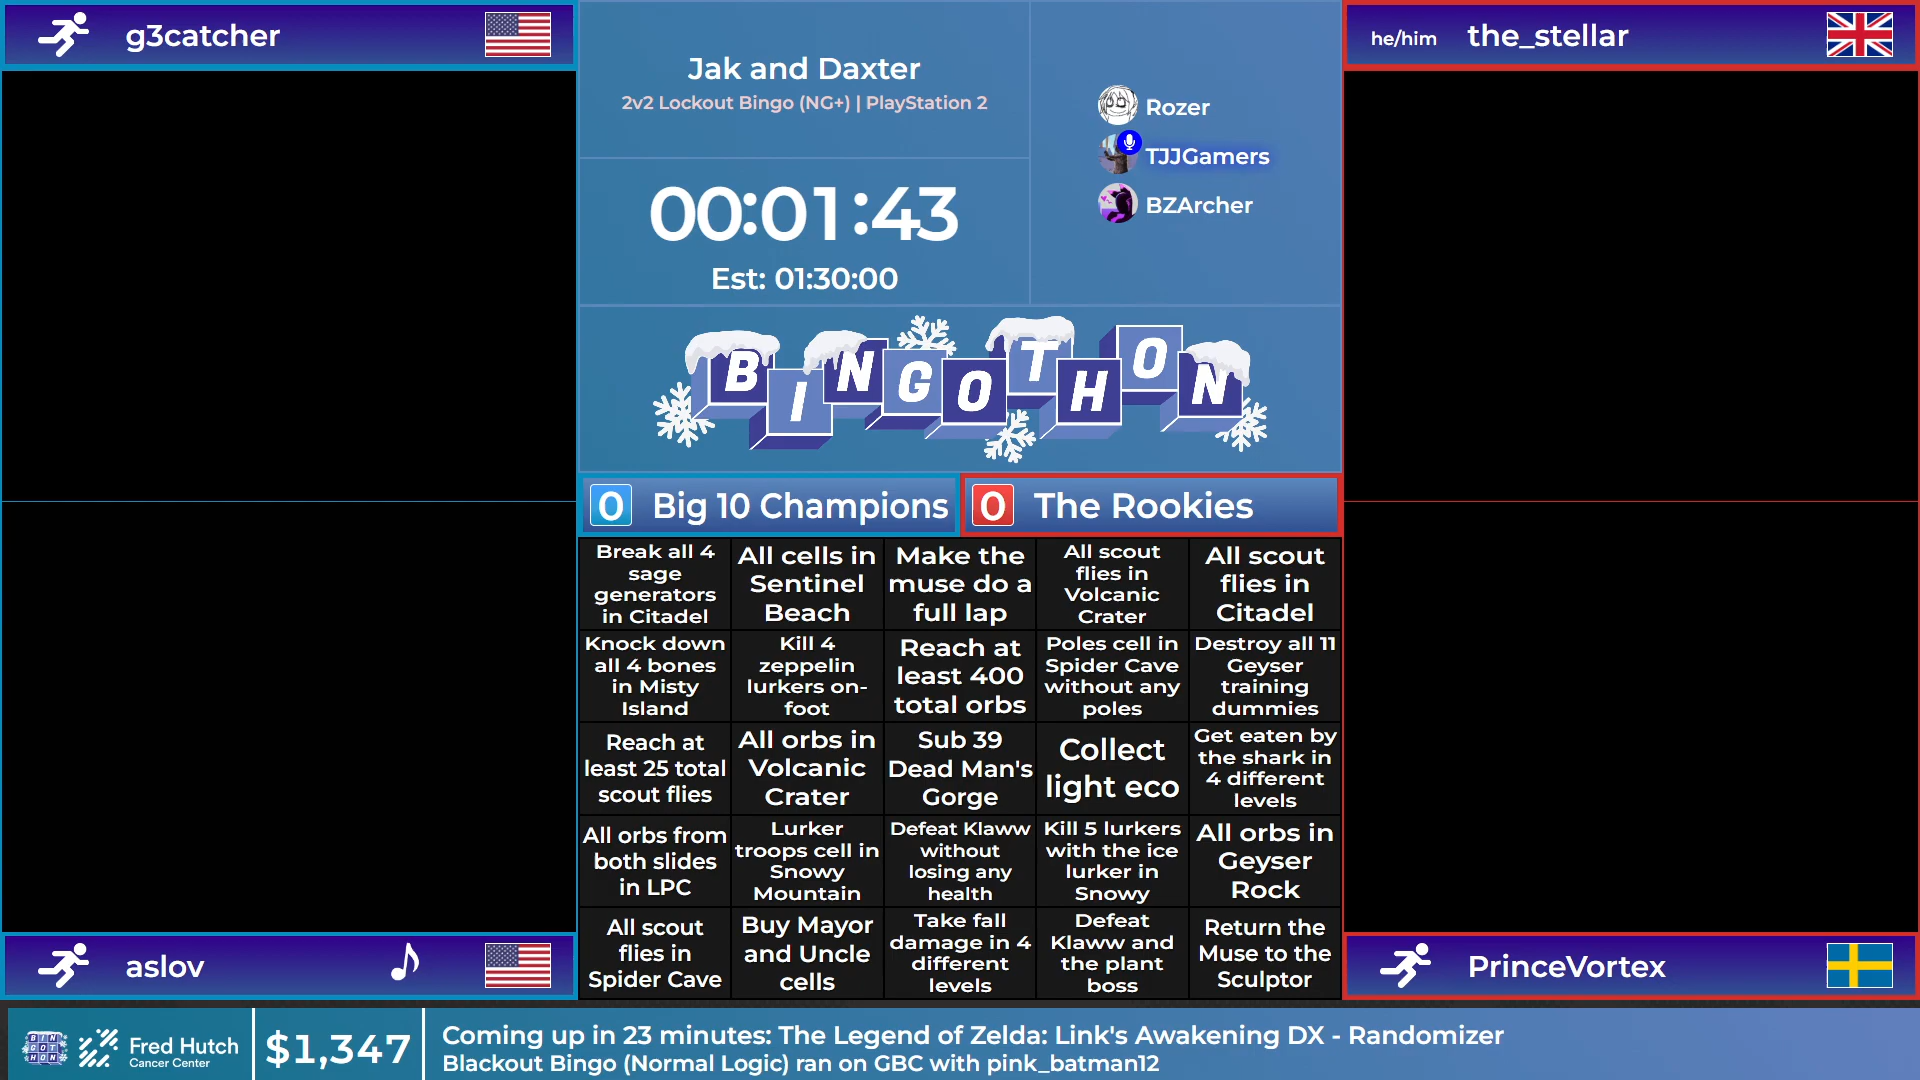 g3catcher
Jak and Daxter
2v2 Lockout Bingo (NG+) | PlayStation 2
00:01:43
Est: 01:30:00
Rozer
TJJGamers
BZArcher
he/him the_stellar
BINGOTHON
0 Big 10 Champions
0 The Rookies
Break all 4
sage
generators
in Citadel
All cells in
Sentinel
Beach
Make the
muse do a
full lap
All scout
flies in
Volcanic
Crater
All scout
flies in
Citadel
Knock down
all 4 bones
in Misty
Island
Kill 4
zeppelin
lurkers on-
foot
Reach at
least 400
total orbs
Poles cell in
Spider Cave
without any
poles
Destroy all 11
Geyser
training
dummies
Reach at
least 25 total
scout flies
All orbs in
Volcanic
Crater
Sub 39
Dead Man's
Gorge
Collect
light eco
Get eaten by
the shark in
4 different
levels
All orbs from
both slides
in LPC
Lurker
troops cell in
Snowy
Mountain
Defeat Klaww
without
losing any
health
Kill 5 lurkers
with the ice
lurker in
Snowy
All orbs in
Geyser
Rock
All scout
flies in
Spider Cave
Buy Mayor
and Uncle
cells
Take fall
damage in 4
different
levels
Defeat
Klaww and
the plant
boss
Return the
Muse to the
Sculptor
aslov
PrinceVortex
BINGOTHON
Fred Hutch
Cancer Center
$1,347
Coming up in 23 minutes: The Legend of Zelda: Link's Awakening DX - Randomizer
Blackout Bingo (Normal Logic) ran on GBC with pink_batman12